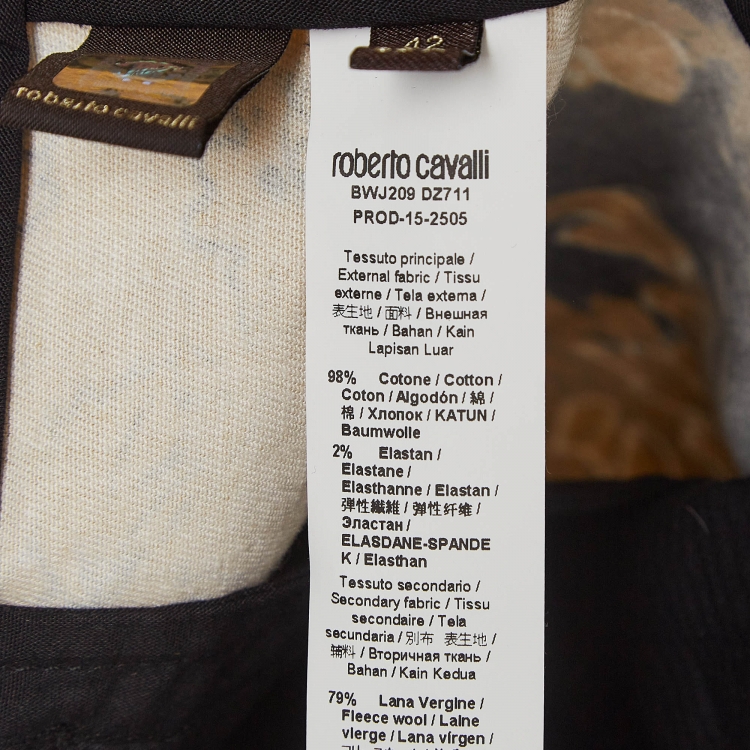 roberto cavalli
42
roberto cavalli
BWJ209 DZ711
PROD-15-2505
Tessuto principale /
External fabric / Tissu
externe / Tela externa /
表生地 / 面料 / Внешная
ткань / Bahan / Kain
Lapisan Luar
98% Cotone / Cotton /
Coton / Algodón / 綿 /
棉 / Хлопок / KATUN /
Baumwolle
2% Elastan /
Elastane /
Elasthanne / Elastan /
弾性繊維 / 弹性纤维 /
Эластан /
ELASDANE-SPANDE
K / Elasthan
Tessuto secondario /
Secondary fabric / Tissu
secondaire / Tela
secundaria / 別布 表生地 /
辅料 / Вторичная ткань /
Bahan / Kain Kedua
79% Lana Vergine /
Fleece wool / Laine
vierge / Lana vírgen /